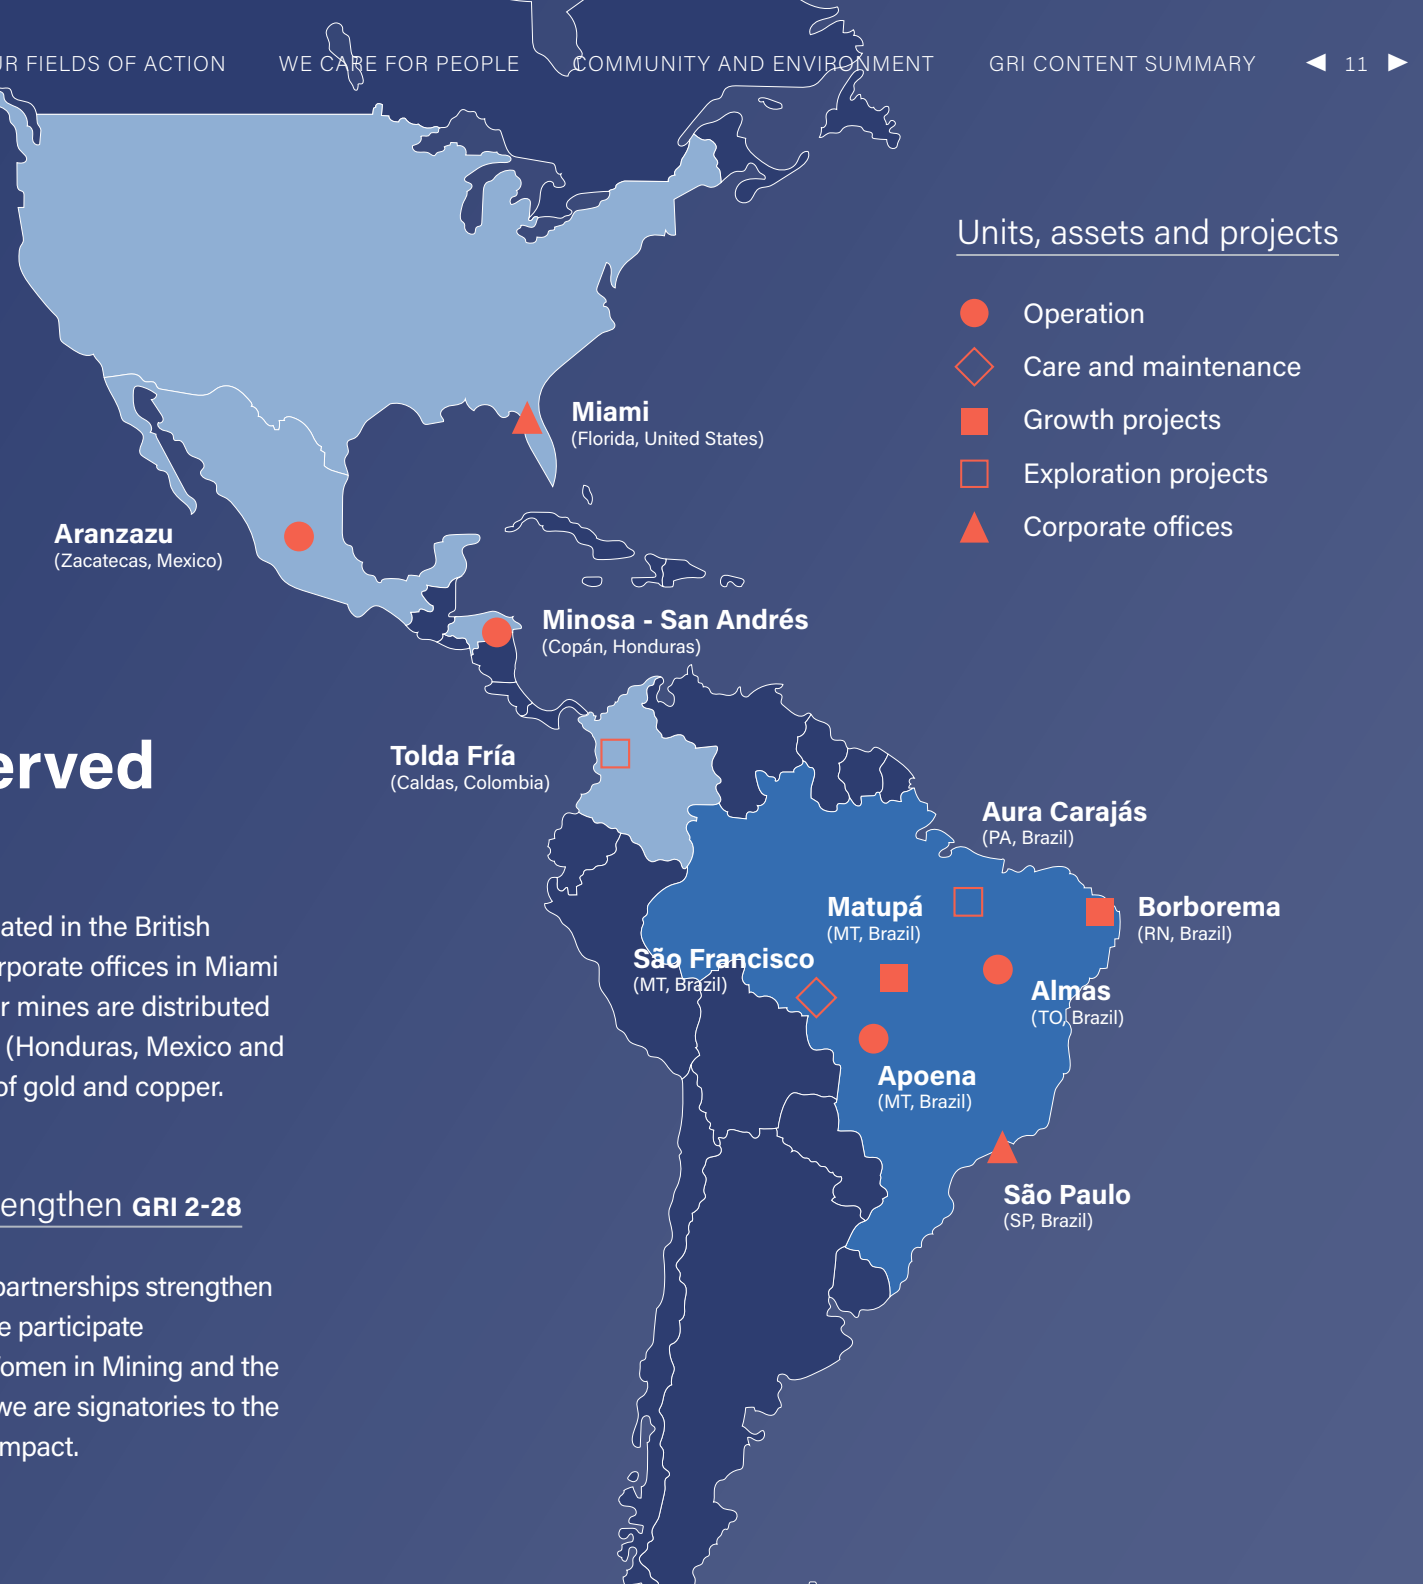 UR FIELDS OF ACTION WE CARE FOR PEOPLE COMMUNITY AND ENVIRONMENT GRI CONTENT SUMMARY 11
Units, assets and projects
Operation
Care and maintenance
Growth projects
Exploration projects
Corporate offices
Miami
(Florida, United States)
Aranzazu
(Zacatecas, Mexico)
Minosa - San Andrés
(Copán, Honduras)
Tolda Fría
(Caldas, Colombia)
Aura Carajás
(PA, Brazil)
Matupá
(MT, Brazil)
Borborema
(RN, Brazil)
São Francisco
(MT, Brazil)
Almas
(TO, Brazil)
Apoena
(MT, Brazil)
São Paulo
(SP, Brazil)
erved
ated in the British
rporate offices in Miami
r mines are distributed
(Honduras, Mexico and
of gold and copper.
engthen GRI 2-28
partnerships strengthen
e participate
omen in Mining and the
we are signatories to the
mpact.